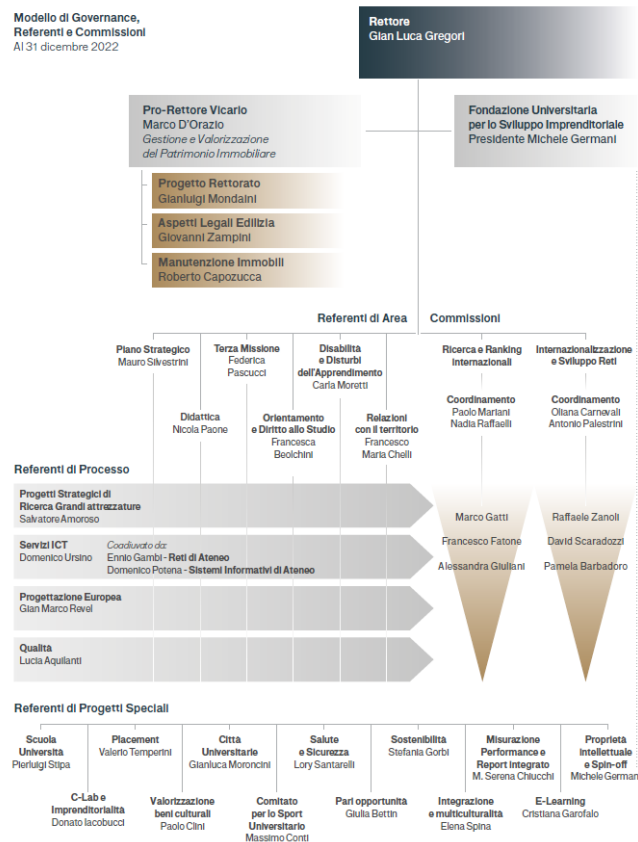 Modello di Governance,
Referenti e Commissioni
Al 31 dicembre 2022
Rettore
Gian Luca Gregori
Pro-Rettore Vicario
Marco D'Orazio
Gestione e Valorizzazione
del Patrimonio Immobiliare
Fondazione Universitaria
per lo Sviluppo Imprenditoriale
Presidente Michele Germani
Progetto Rettorato
Gianluigi Mondaini
Aspetti Legali Edilizia
Giovanni Zampini
Manutenzione Immobili
Roberto Capozucca
Referenti di Area
Commissioni
Piano Strategico
Mauro Silvestrini
Terza Missione
Federica
Pascucci
Disabilità
e Disturbi
dell'Apprendimento
Carla Moretti
Ricerca e Ranking
Internazionali
Internazionalizzazione
e Sviluppo Reti
Didattica
Nicola Paone
Orientamento
e Diritto allo Studio
Francesca
Beolchini
Relazioni
con il territorio
Francesco
Maria Chelli
Coordinamento
Paolo Mariani
Nadia Raffaelli
Coordinamento
Oliana Carnevali
Antonio Palestrini
Referenti di Processo
Progetti Strategici di
Ricerca Grandi attrezzature
Salvatore Amoroso
Servizi ICT
Domenico Ursino
Coadiuvato da:
Ennio Gambi - Reti di Ateneo
Domenico Potena - Sistemi Informativi di Ateneo
Progettazione Europea
Gian Marco Revel
Qualità
Lucia Aquilanti
Marco Gatti
Francesco Fatone
Alessandra Giuliani
Raffaele Zanoli
David Scaradozzi
Pamela Barbadoro
Referenti di Progetti Speciali
Scuola
Università
Pierluigi Stipa
Placement
Valerio Temperini
Città
Universitarie
Gianluca Moroncini
Salute
e Sicurezza
Lory Santarelli
Sostenibilità
Stefania Gorbi
Misurazione
Performance e
Report integrato
M. Serena Chiucchi
Proprietà
intellettuale
e Spin-off
Michele German
C-Lab e
Imprenditorialità
Donato Iacobucci
Valorizzazione
beni culturali
Paolo Clini
Comitato
per lo Sport
Universitario
Massimo Conti
Pari opportunità
Giulia Bettin
Integrazione
e multiculturalità
Elena Spina
E-Learning
Cristiana Garofalo